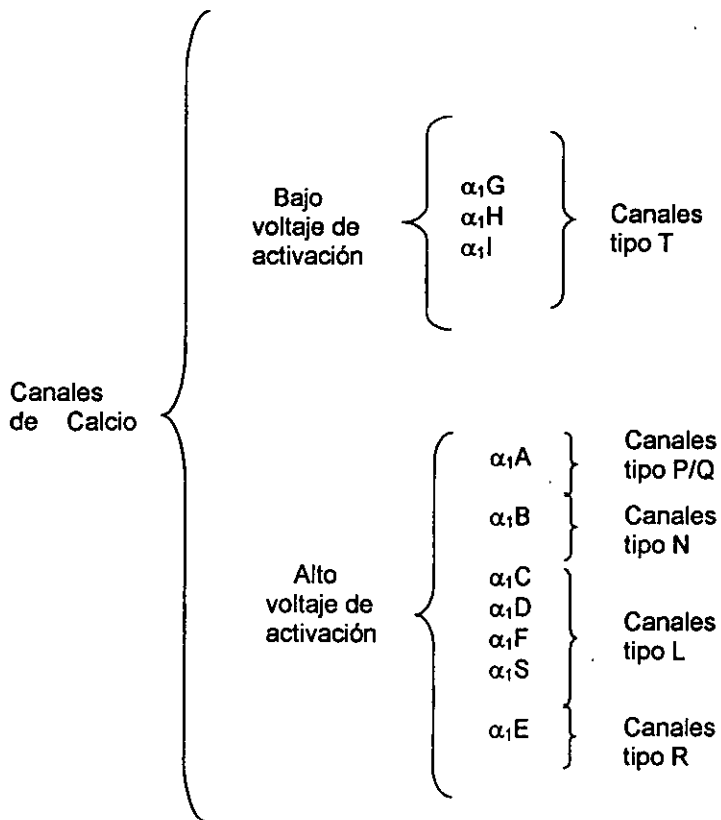 Canales
de Calcio
Bajo
voltaje de
activación
α₁G
α₁H
α₁I
Canales
tipo T
Alto
voltaje de
activación
α₁A
Canales
tipo P/Q
α₁B
Canales
tipo N
α₁C
α₁D
α₁F
α₁S
Canales
tipo L
α₁E
Canales
tipo R